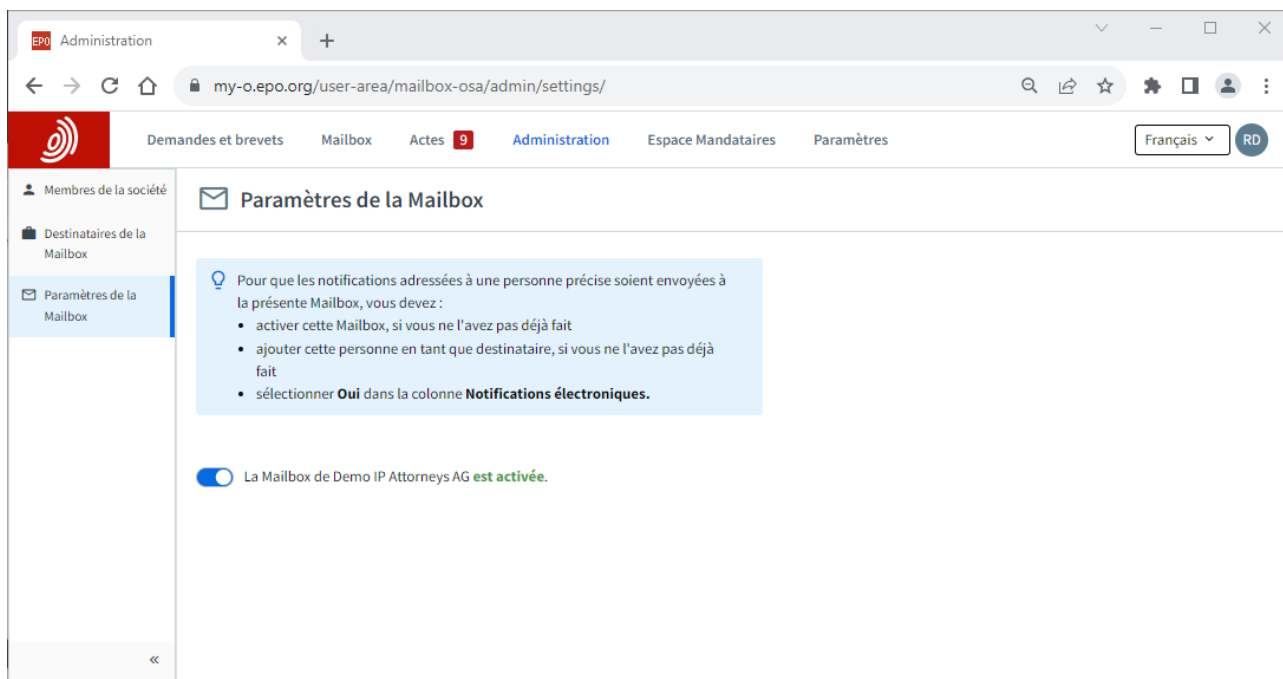 EPO Administration
my-o.epo.org/user-area/mailbox-osa/admin/settings/
Demandes et brevets Mailbox Actes 9 Administration Espace Mandataires Paramètres Français RD
Membres de la société
Destinataires de la
Mailbox
Paramètres de la
Mailbox
«
Paramètres de la Mailbox
Pour que les notifications adressées à une personne précise soient envoyées à
la présente Mailbox, vous devez :
• activer cette Mailbox, si vous ne l'avez pas déjà fait
• ajouter cette personne en tant que destinataire, si vous ne l'avez pas déjà
fait
• sélectionner Oui dans la colonne Notifications électroniques.
La Mailbox de Demo IP Attorneys AG est activée.